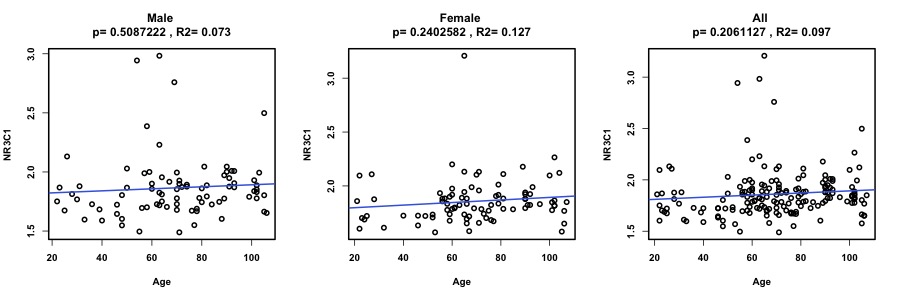 Male
p= 0.5087222 , R2= 0.073
NR3C1
3.0
2.5
2.0
1.5
20 40 60 80 100
Age
Female
p= 0.2402582 , R2= 0.127
NR3C1
3.0
2.5
2.0
20 40 60 80 100
Age
All
p= 0.2061127 , R2= 0.097
NR3C1
3.0
2.5
2.0
1.5
20 40 60 80 100
Age